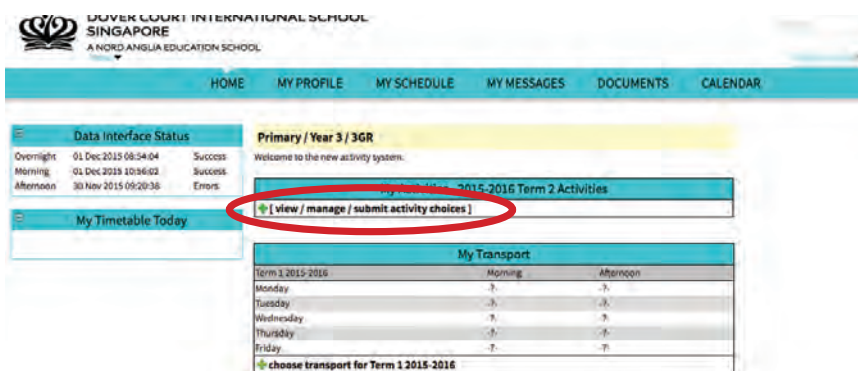 DOVER COURT INTERNATIONAL SCHOOL
SINGAPORE
A NORD ANGLIA EDUCATION SCHOOL
HOME MY PROFILE MY SCHEDULE MY MESSAGES DOCUMENTS CALENDAR
Data Interface Status
Overnight 01 Dec 2015 08:54:04 Success
Morning 01 Dec 2015 10:56:02 Success
Afternoon 30 Nov 2015 09:20:38 Errors
My Timetable Today
Primary / Year 3 / 3GR
Welcome to the new activity system.
My Activities - 2015-2016 Term 2 Activities
[ view / manage / submit activity choices ]
My Transport
Term 1 2015-2016 Morning Afternoon
Monday -?- -?-
Tuesday -?- -?-
Wednesday -?- -?-
Thursday -?- -?-
Friday -?- -?-
choose transport for Term 1 2015-2016